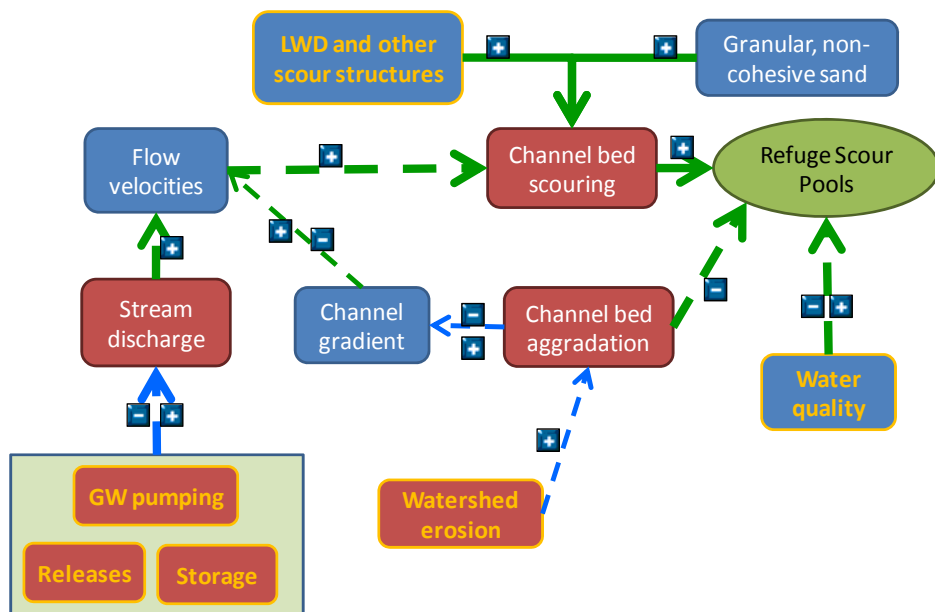 LWD and other
scour structures
+
+
Granular, non-
cohesive sand
Flow
velocities
+
Channel bed
scouring
+
Refuge Scour
Pools
+
-
+
Stream
discharge
Channel
gradient
-
+
Channel bed
aggradation
-
-
+
Water
quality
-
+
+
GW pumping
Releases
Storage
Watershed
erosion